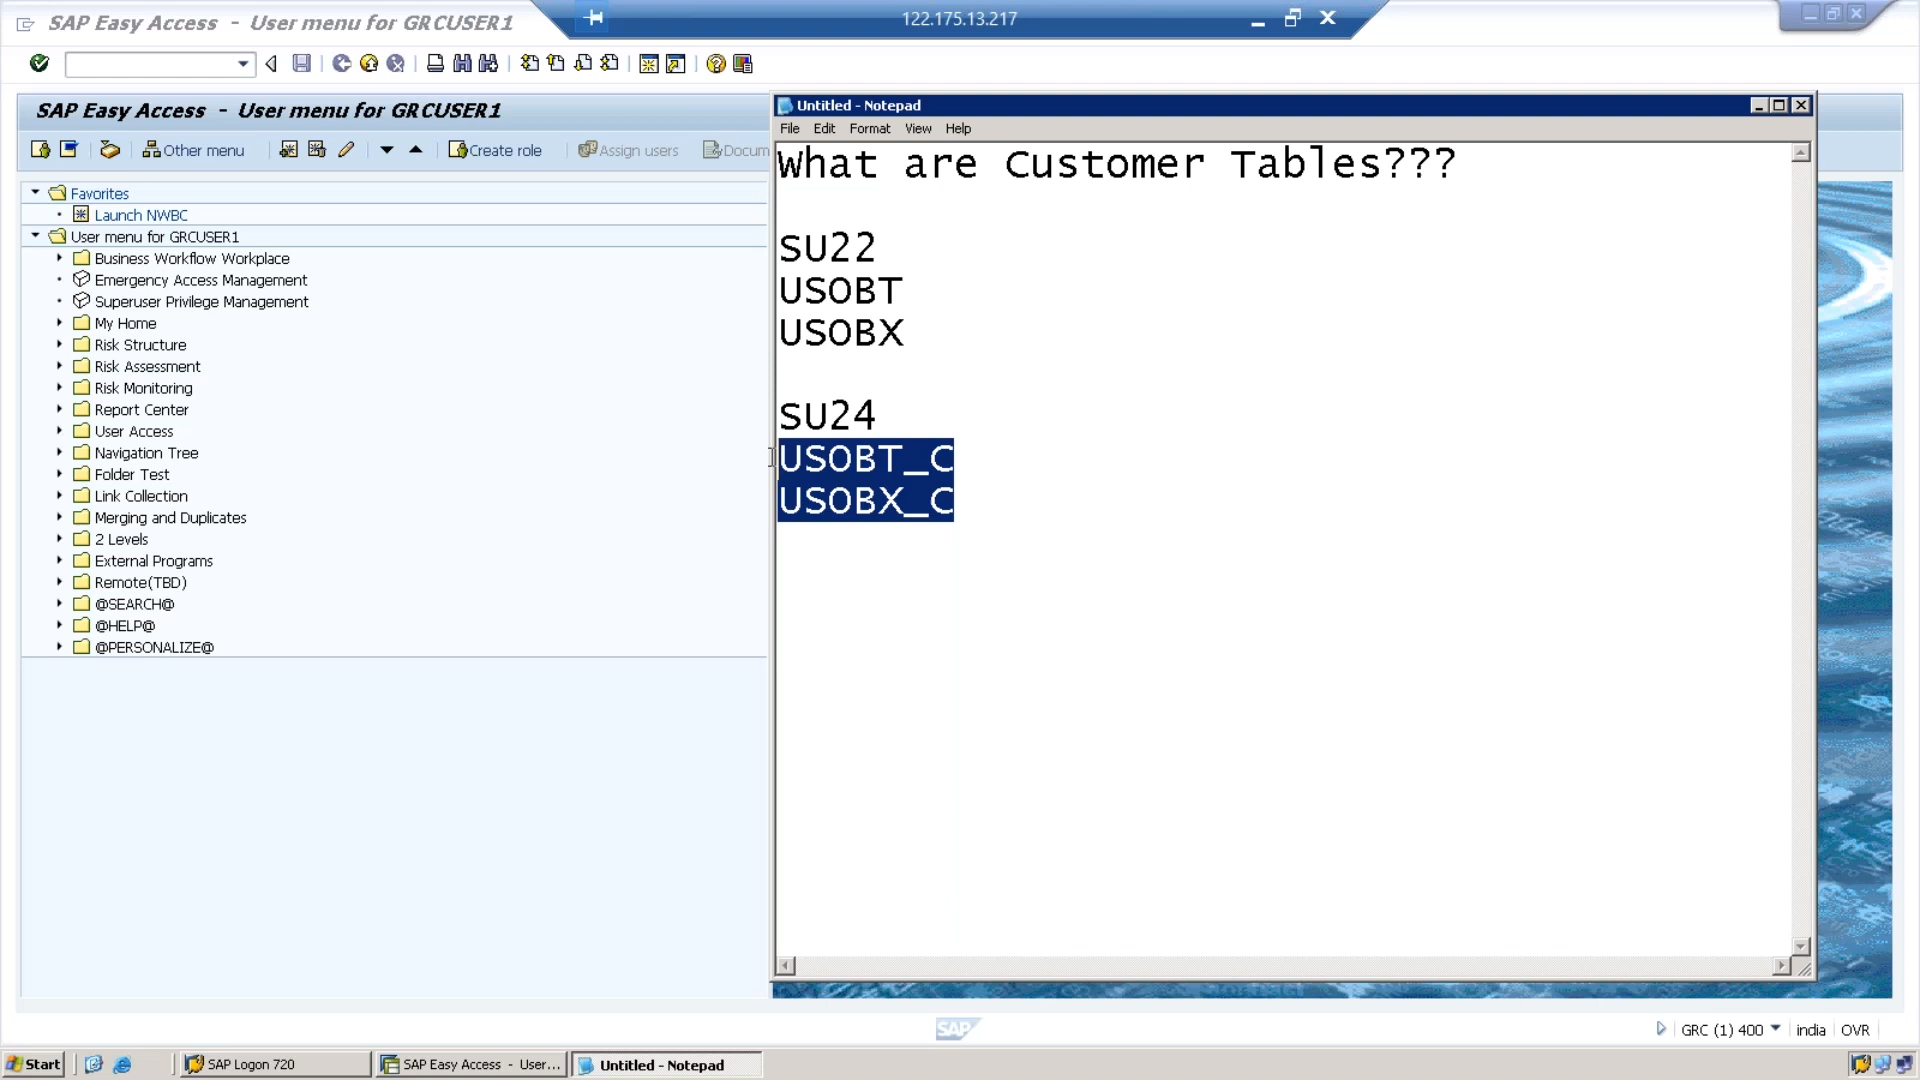 SAP Easy Access - User menu for GRCUSER1
122.175.13.217
SAP Easy Access - User menu for GRCUSER1
Other menu
Create role
Assign users
Docum
Favorites
Launch NWBC
User menu for GRCUSER1
Business Workflow Workplace
Emergency Access Management
Superuser Privilege Management
My Home
Risk Structure
Risk Assessment
Risk Monitoring
Report Center
User Access
Navigation Tree
Folder Test
Link Collection
Merging and Duplicates
2 Levels
External Programs
Remote(TBD)
@SEARCH@
@HELP@
@PERSONALIZE@
Untitled - Notepad
File Edit Format View Help
What are Customer Tables???
SU22
USOBT
USOBX
SU24
USOBT_C
USOBX_C
SAP
GRC (1) 400 india OVR
Start
SAP Logon 720
SAP Easy Access - User...
Untitled - Notepad